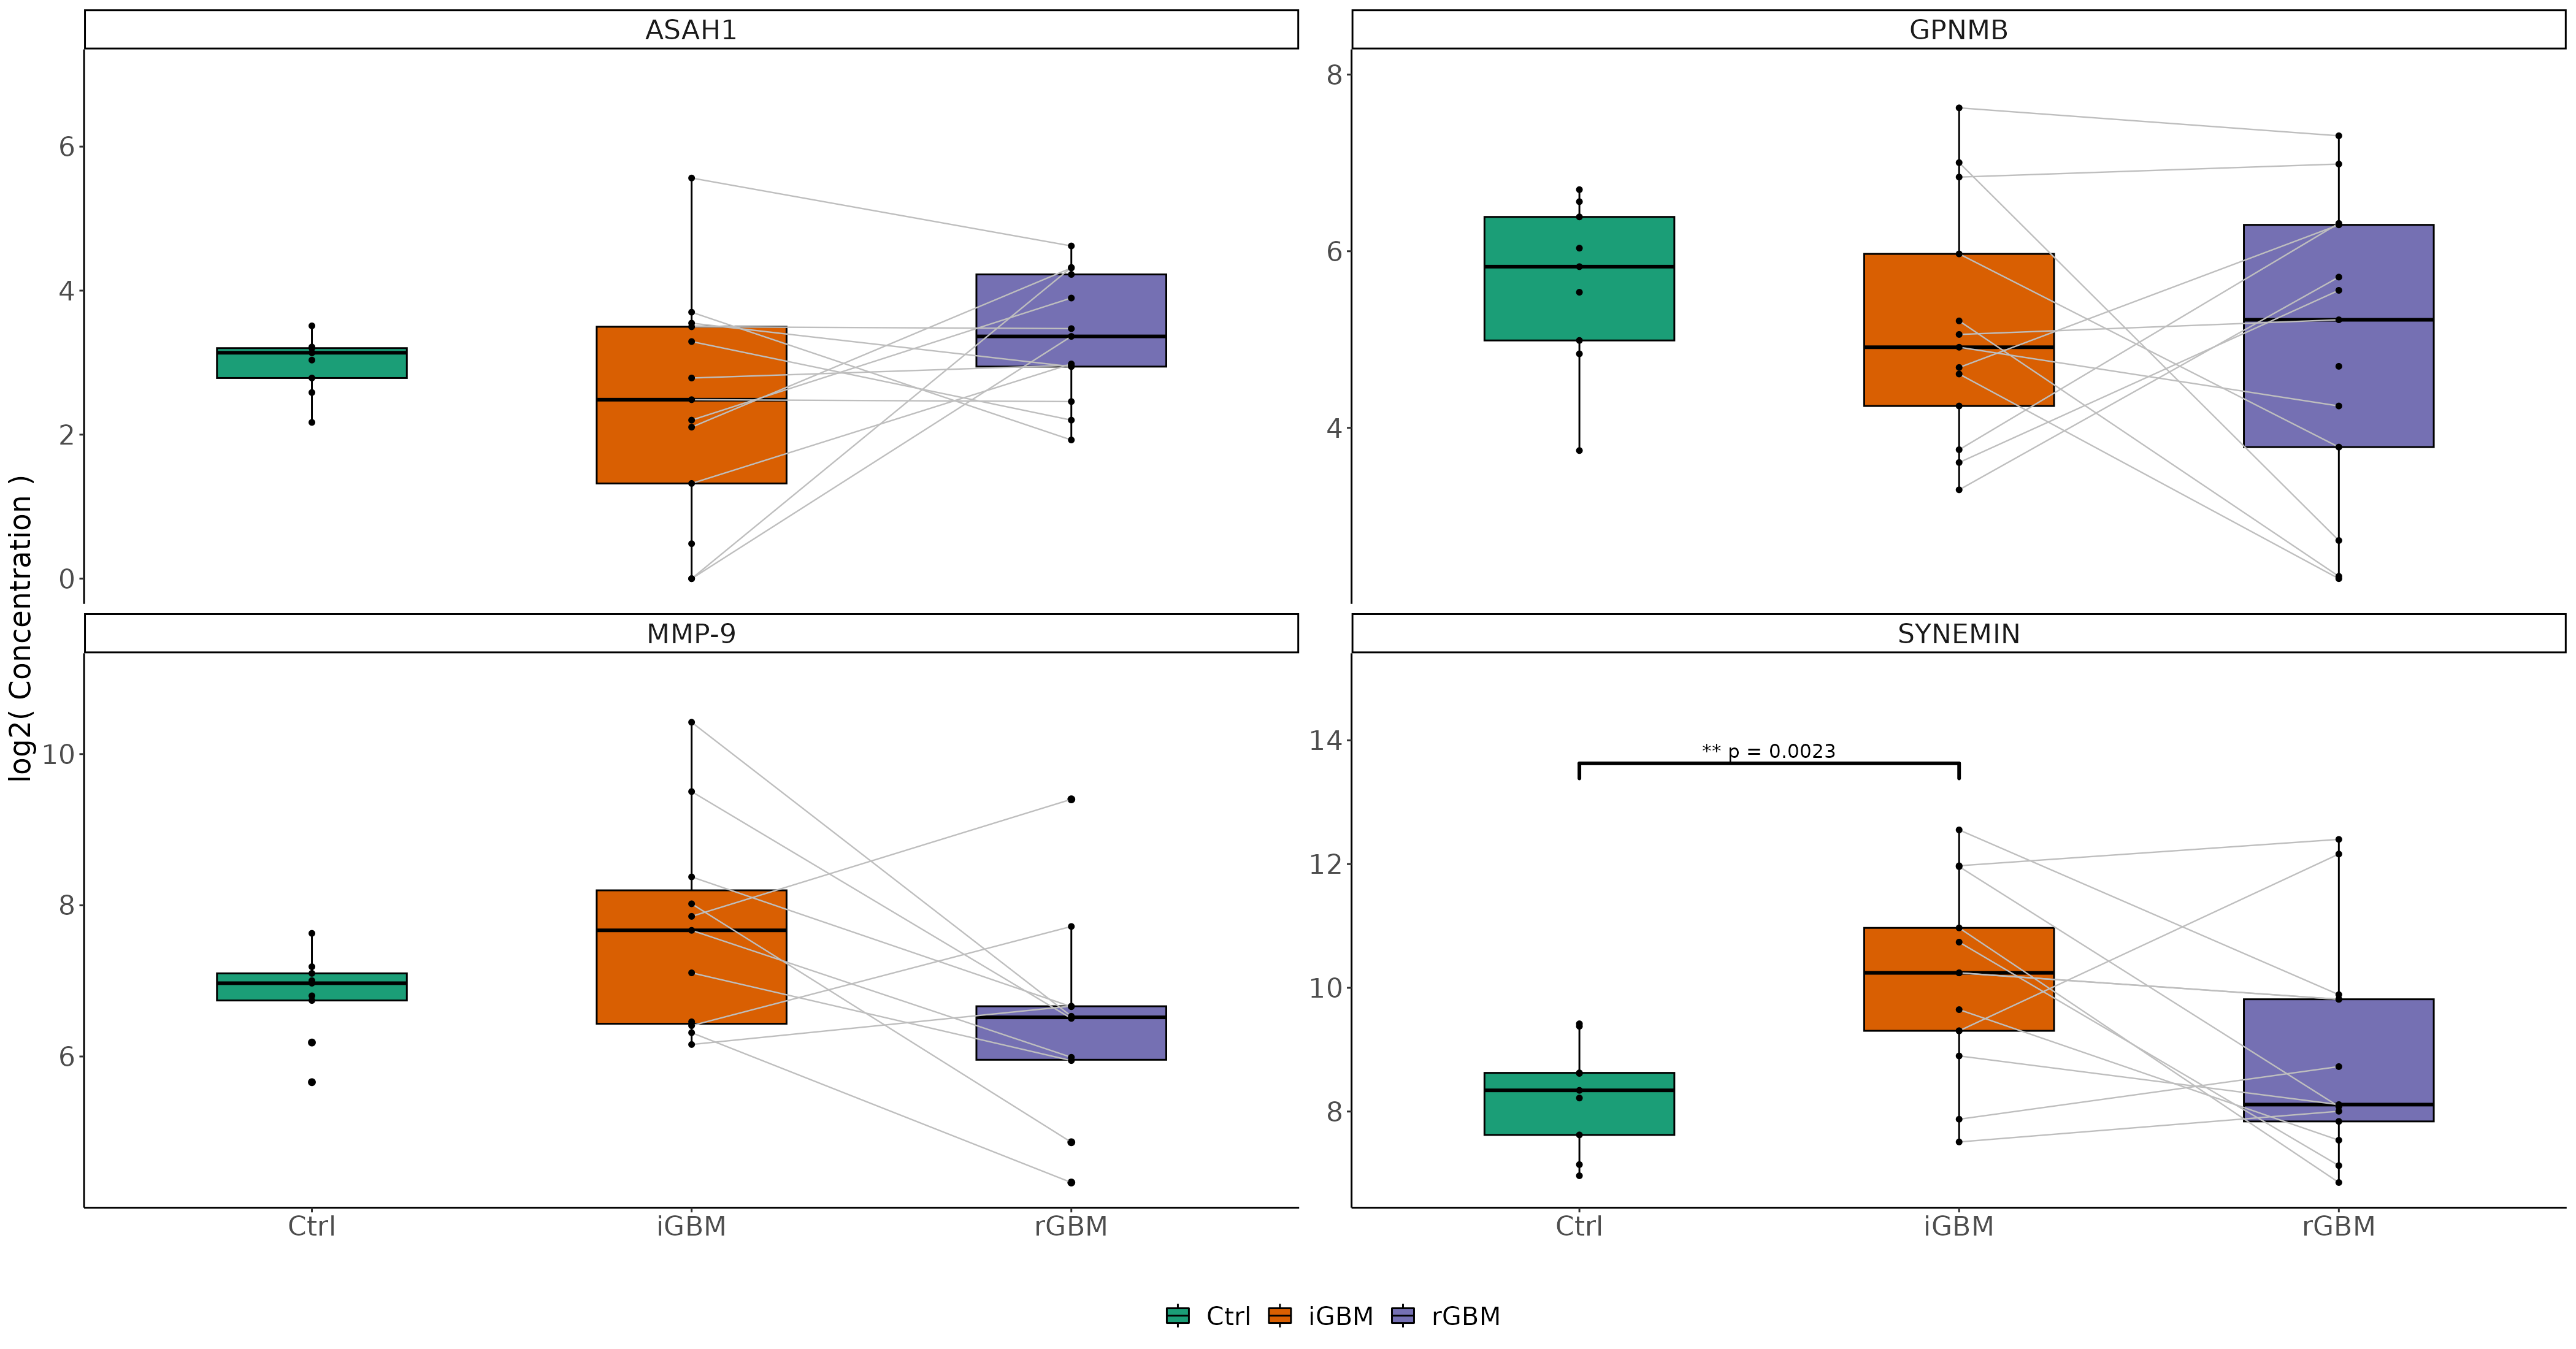 ASAH1
GPNMB
6
4
2
0
8
6
4
log2( Concentration )
MMP-9
SYNEMIN
10
8
6
14
12
10
8
** p = 0.0023
Ctrl
iGBM
rGBM
Ctrl
iGBM
rGBM
Ctrl
iGBM
rGBM